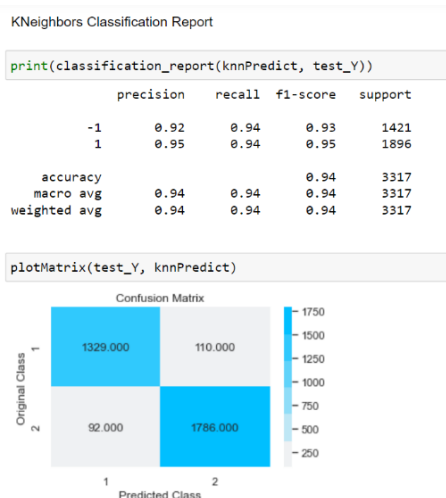 KNeighbors Classification Report
print(classification_report(knnPredict, test_Y))
precision recall f1-score support
-1 0.92 0.94 0.93 1421
1 0.95 0.94 0.95 1896
accuracy 0.94 3317
macro avg 0.94 0.94 0.94 3317
weighted avg 0.94 0.94 0.94 3317
plotMatrix(test_Y, knnPredict)
Confusion Matrix
1750
1500
1250
1000
750
500
250
Original Class
1 1329.000 110.000
2 92.000 1786.000
1 2
Predicted Class